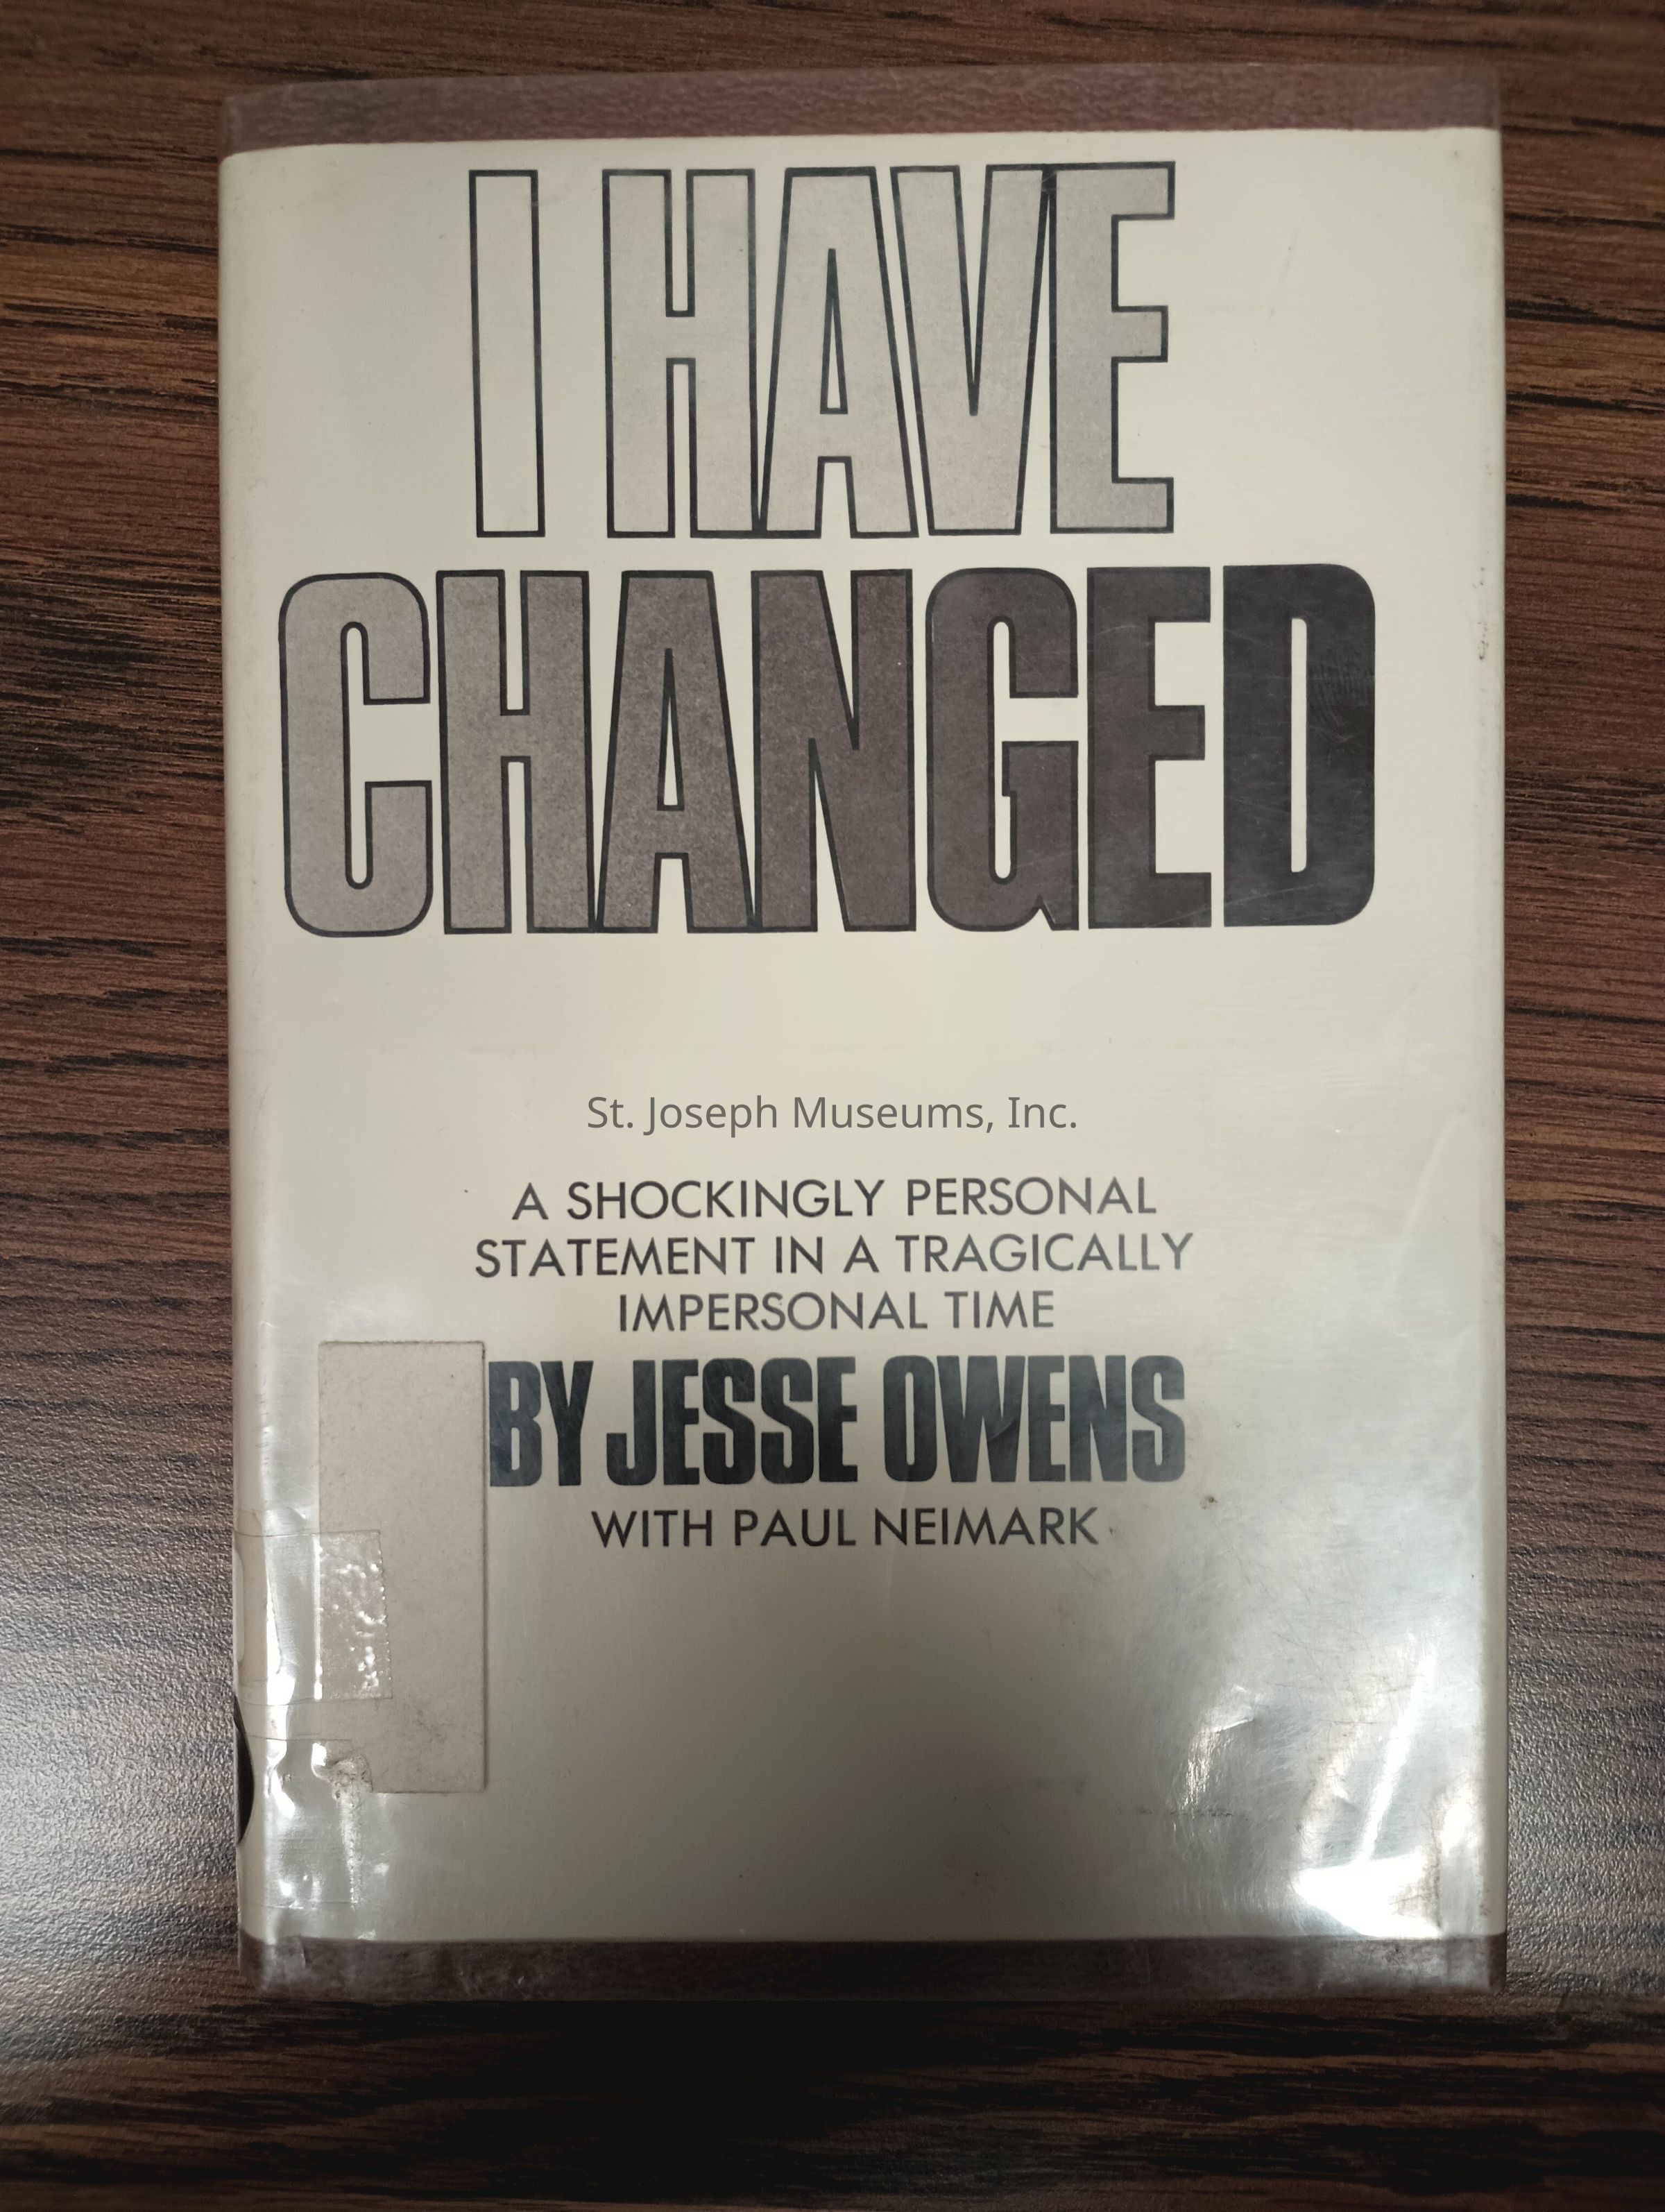 I HAVE
CHANGED
St. Joseph Museums, Inc.
A SHOCKINGLY PERSONAL
STATEMENT IN A TRAGICALLY
IMPERSONAL TIME
BY JESSE OWENS
WITH PAUL NEIMARK